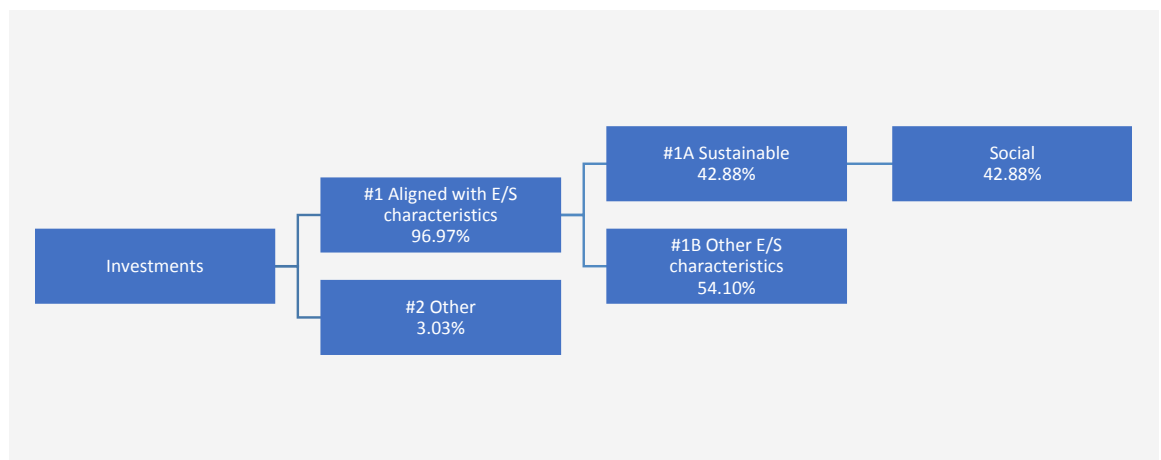 Investments
#1 Aligned with E/S
characteristics
96.97%
#2 Other
3.03%
#1A Sustainable
42.88%
#1B Other E/S
characteristics
54.10%
Social
42.88%